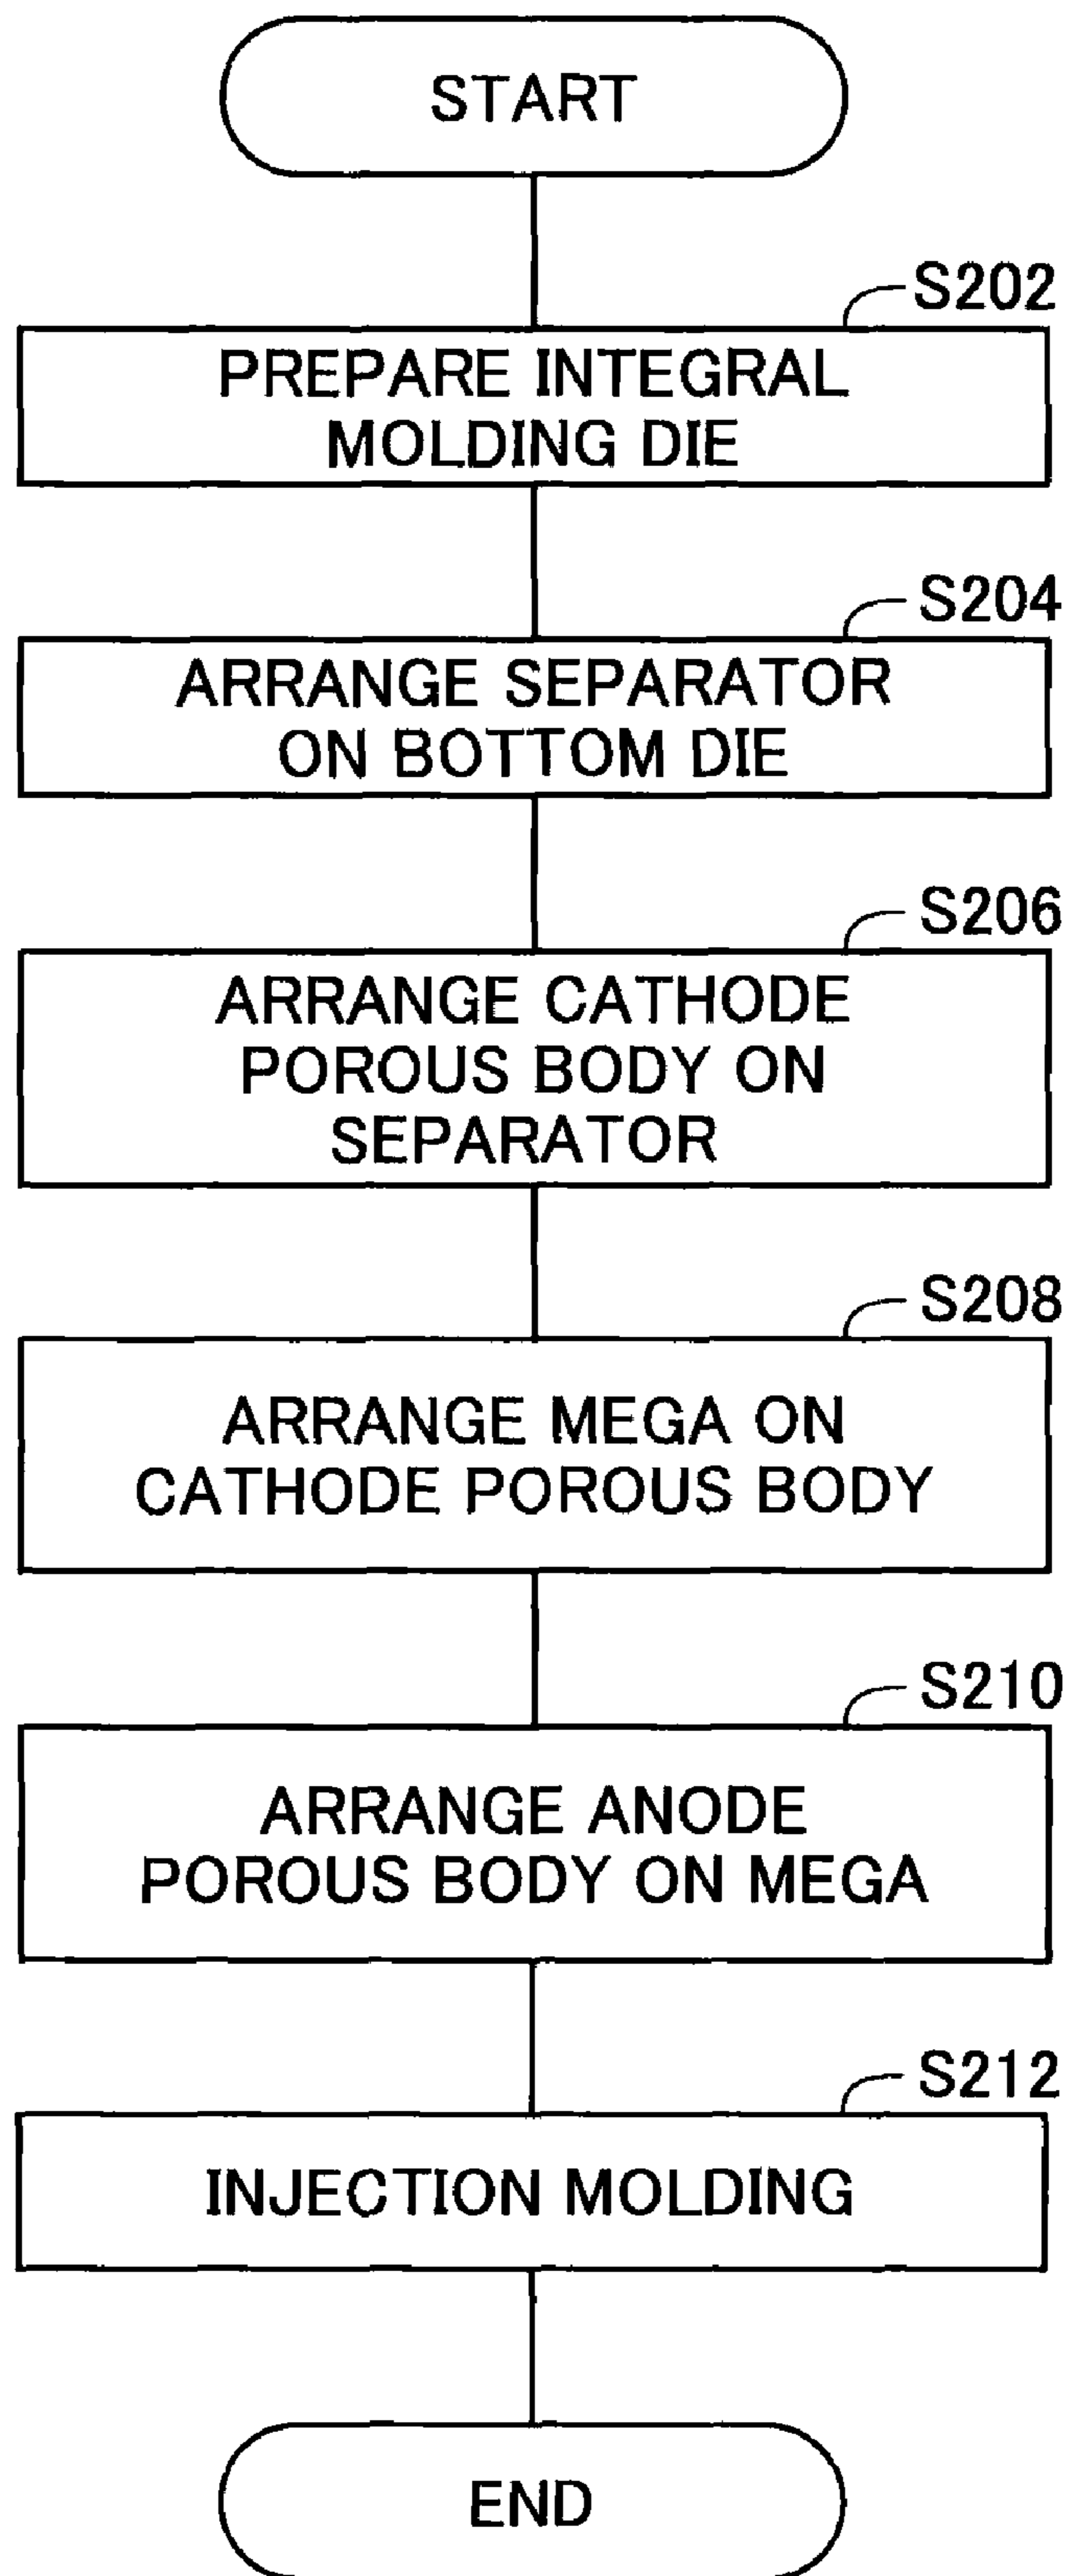 START
S202
PREPARE INTEGRAL
MOLDING DIE
S204
ARRANGE SEPARATOR
ON BOTTOM DIE
S206
ARRANGE CATHODE
POROUS BODY ON
SEPARATOR
S208
ARRANGE MEGA ON
CATHODE POROUS BODY
S210
ARRANGE ANODE
POROUS BODY ON MEGA
S212
INJECTION MOLDING
END